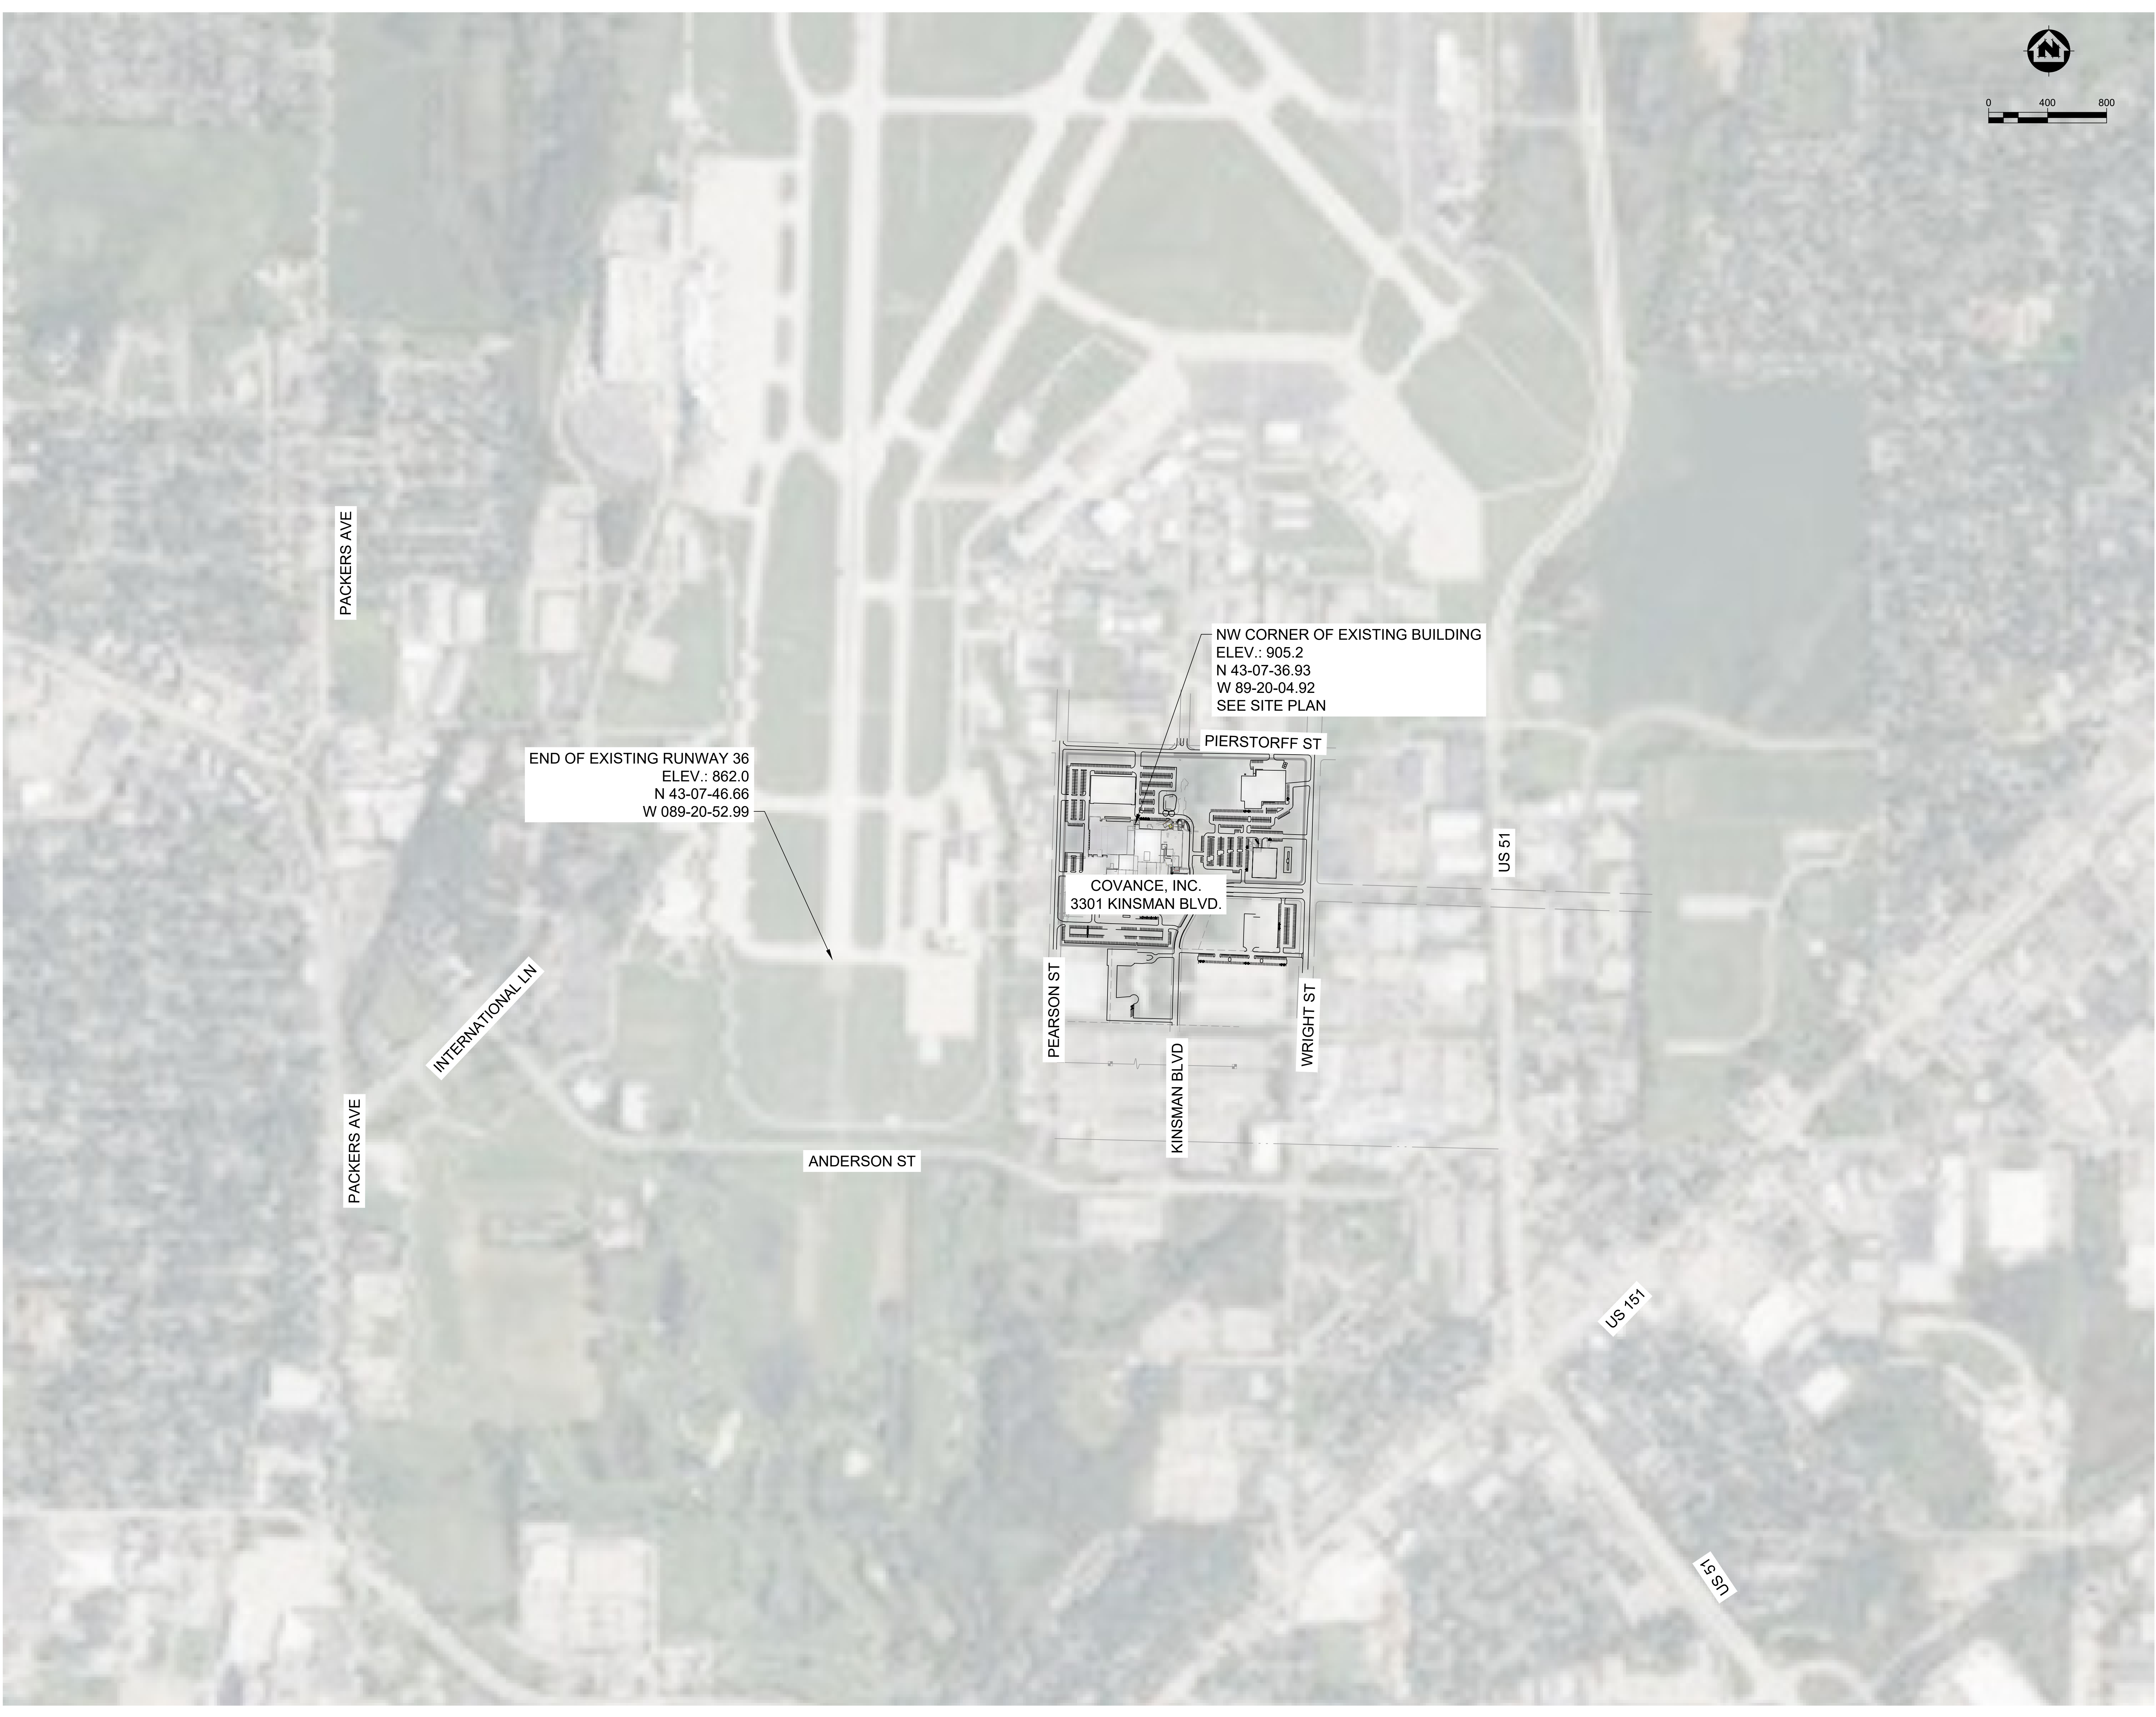 N
0 400 800
PACKERS AVE
NW CORNER OF EXISTING BUILDING
ELEV.: 905.2
N 43-07-36.93
W 89-20-04.92
SEE SITE PLAN
PIERSTORFF ST
END OF EXISTING RUNWAY 36
ELEV.: 862.0
N 43-07-46.66
W 089-20-52.99
US 51
COVANCE, INC.
3301 KINSMAN BLVD.
INTERNATIONAL LN
PEARSON ST
WRIGHT ST
KINSMAN BLVD
PACKERS AVE
ANDERSON ST
US 151
US 51